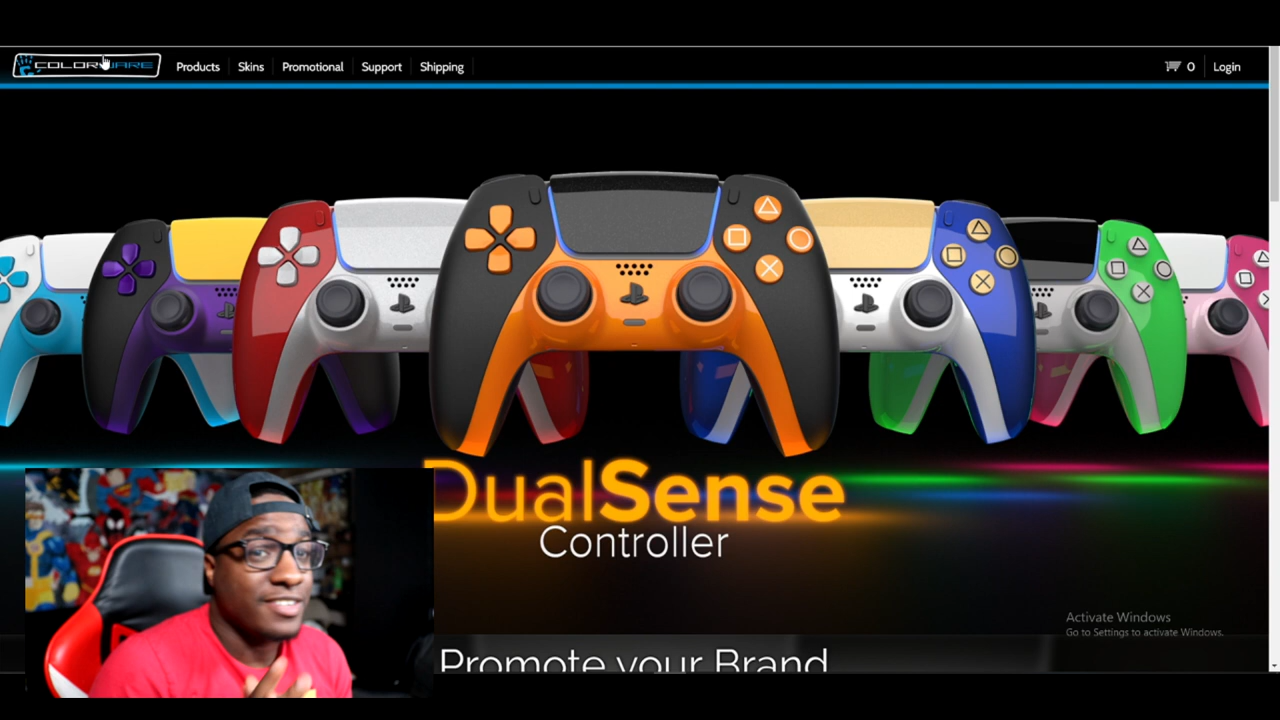 COLORWARE
Products
Skins
Promotional
Support
Shipping
0
Login
DualSense
Controller
Activate Windows
Go to Settings to activate Windows.
Promote your Brand